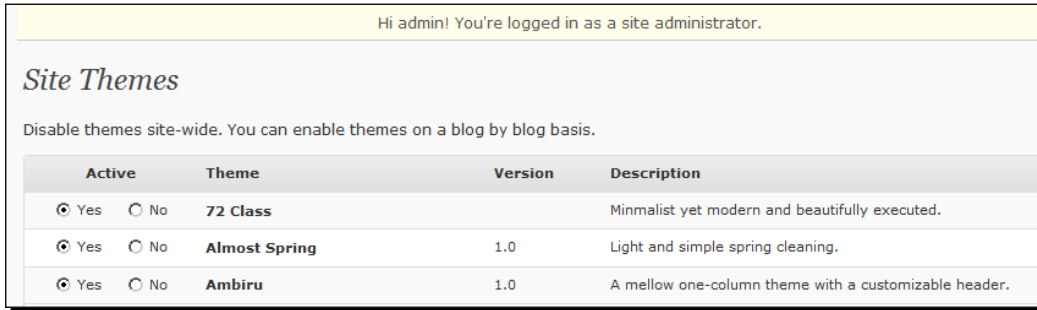 Hi admin! You're logged in as a site administrator.
Site Themes
Disable themes site-wide. You can enable themes on a blog by blog basis.
Active Theme Version Description
Yes No 72 Class Minmalist yet modern and beautifully executed.
Yes No Almost Spring 1.0 Light and simple spring cleaning.
Yes No Ambiru 1.0 A mellow one-column theme with a customizable header.